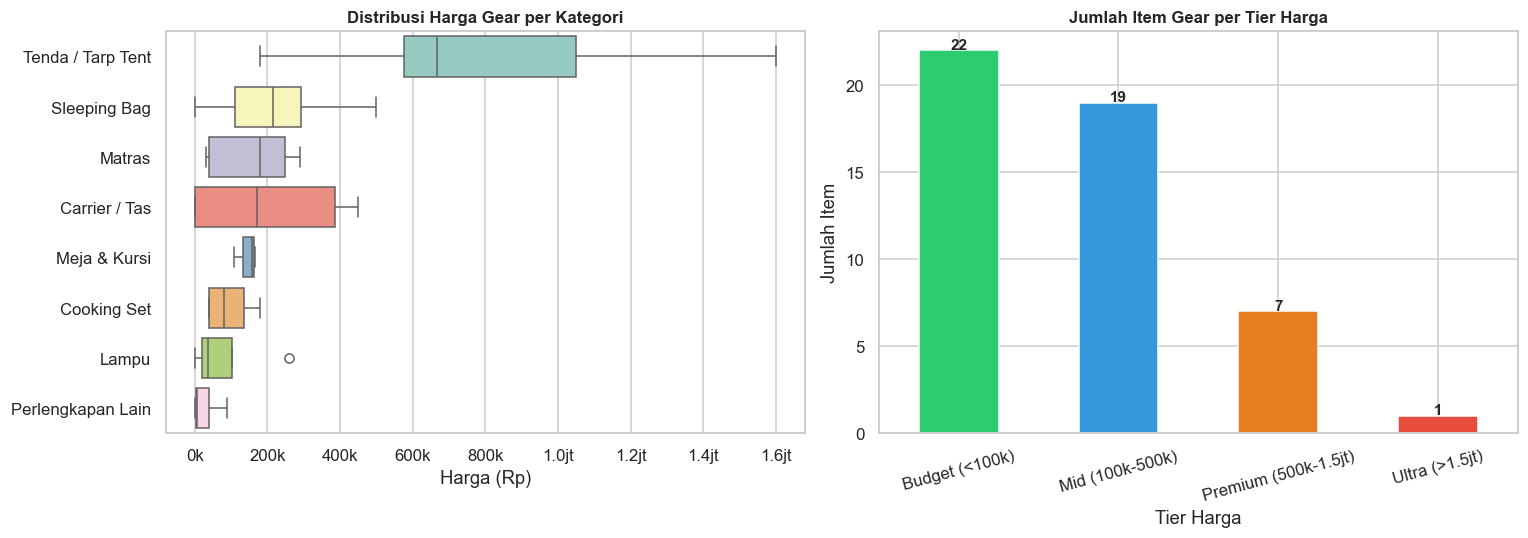 Distribusi Harga Gear per Kategori
Tenda / Tarp Tent
Sleeping Bag
Matras
Carrier / Tas
Meja & Kursi
Cooking Set
Lampu
Perlengkapan Lain
0k 200k 400k 600k 800k 1.0jt 1.2jt 1.4jt 1.6jt
Harga (Rp)
Jumlah Item Gear per Tier Harga
Jumlah Item
20
15
10
5
0
22
19
7
1
Budget (<100k) Mid (100k-500k) Premium (500k-1.5jt) Ultra (>1.5jt)
Tier Harga